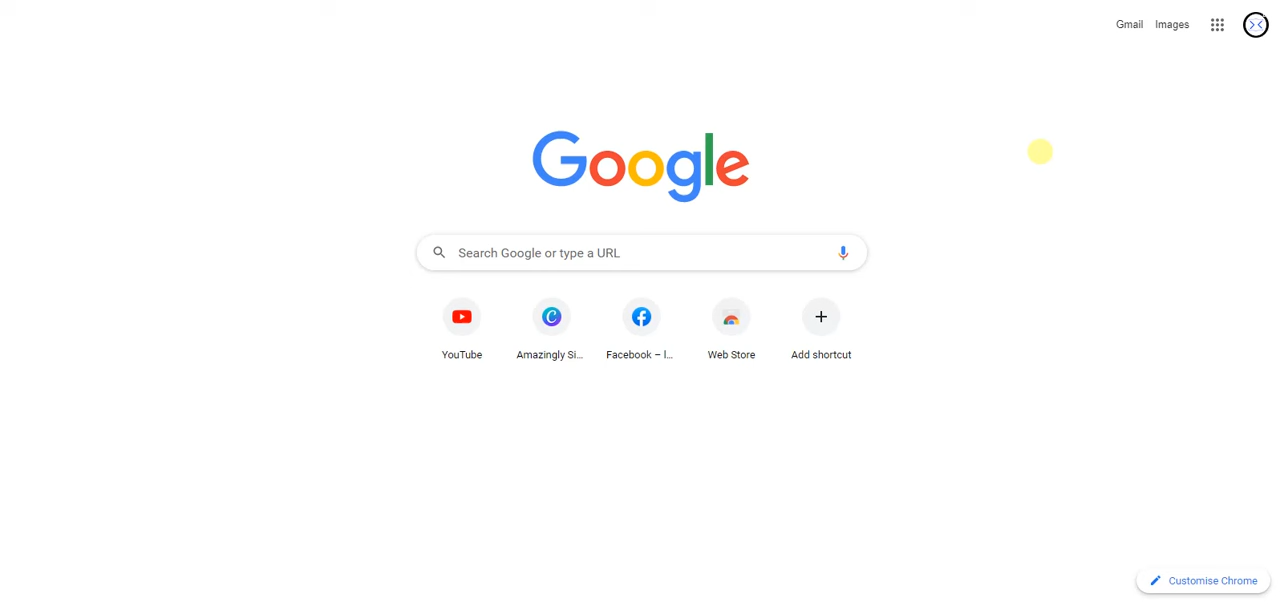 Gmail Images
Google
Search Google or type a URL
YouTube
Amazingly Si...
Facebook – l...
Web Store
Add shortcut
Customise Chrome